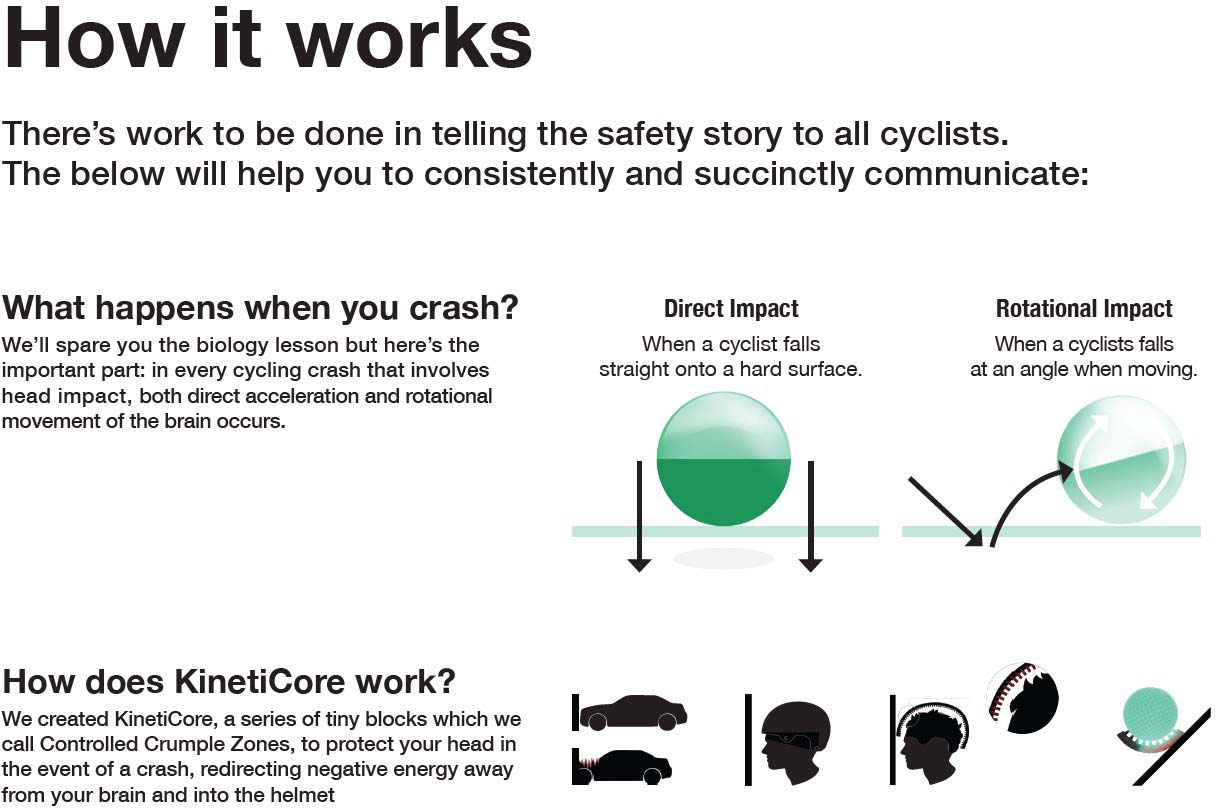 How it works
There's work to be done in telling the safety story to all cyclists.
The below will help you to consistently and succinctly communicate:
What happens when you crash?
We'll spare you the biology lesson but here's the
important part: in every cycling crash that involves
head impact, both direct acceleration and rotational
movement of the brain occurs.
Direct Impact
When a cyclist falls
straight onto a hard surface.
Rotational Impact
When a cyclists falls
at an angle when moving.
How does KinetiCore work?
We created KinetiCore, a series of tiny blocks which we
call Controlled Crumple Zones, to protect your head in
the event of a crash, redirecting negative energy away
from your brain and into the helmet